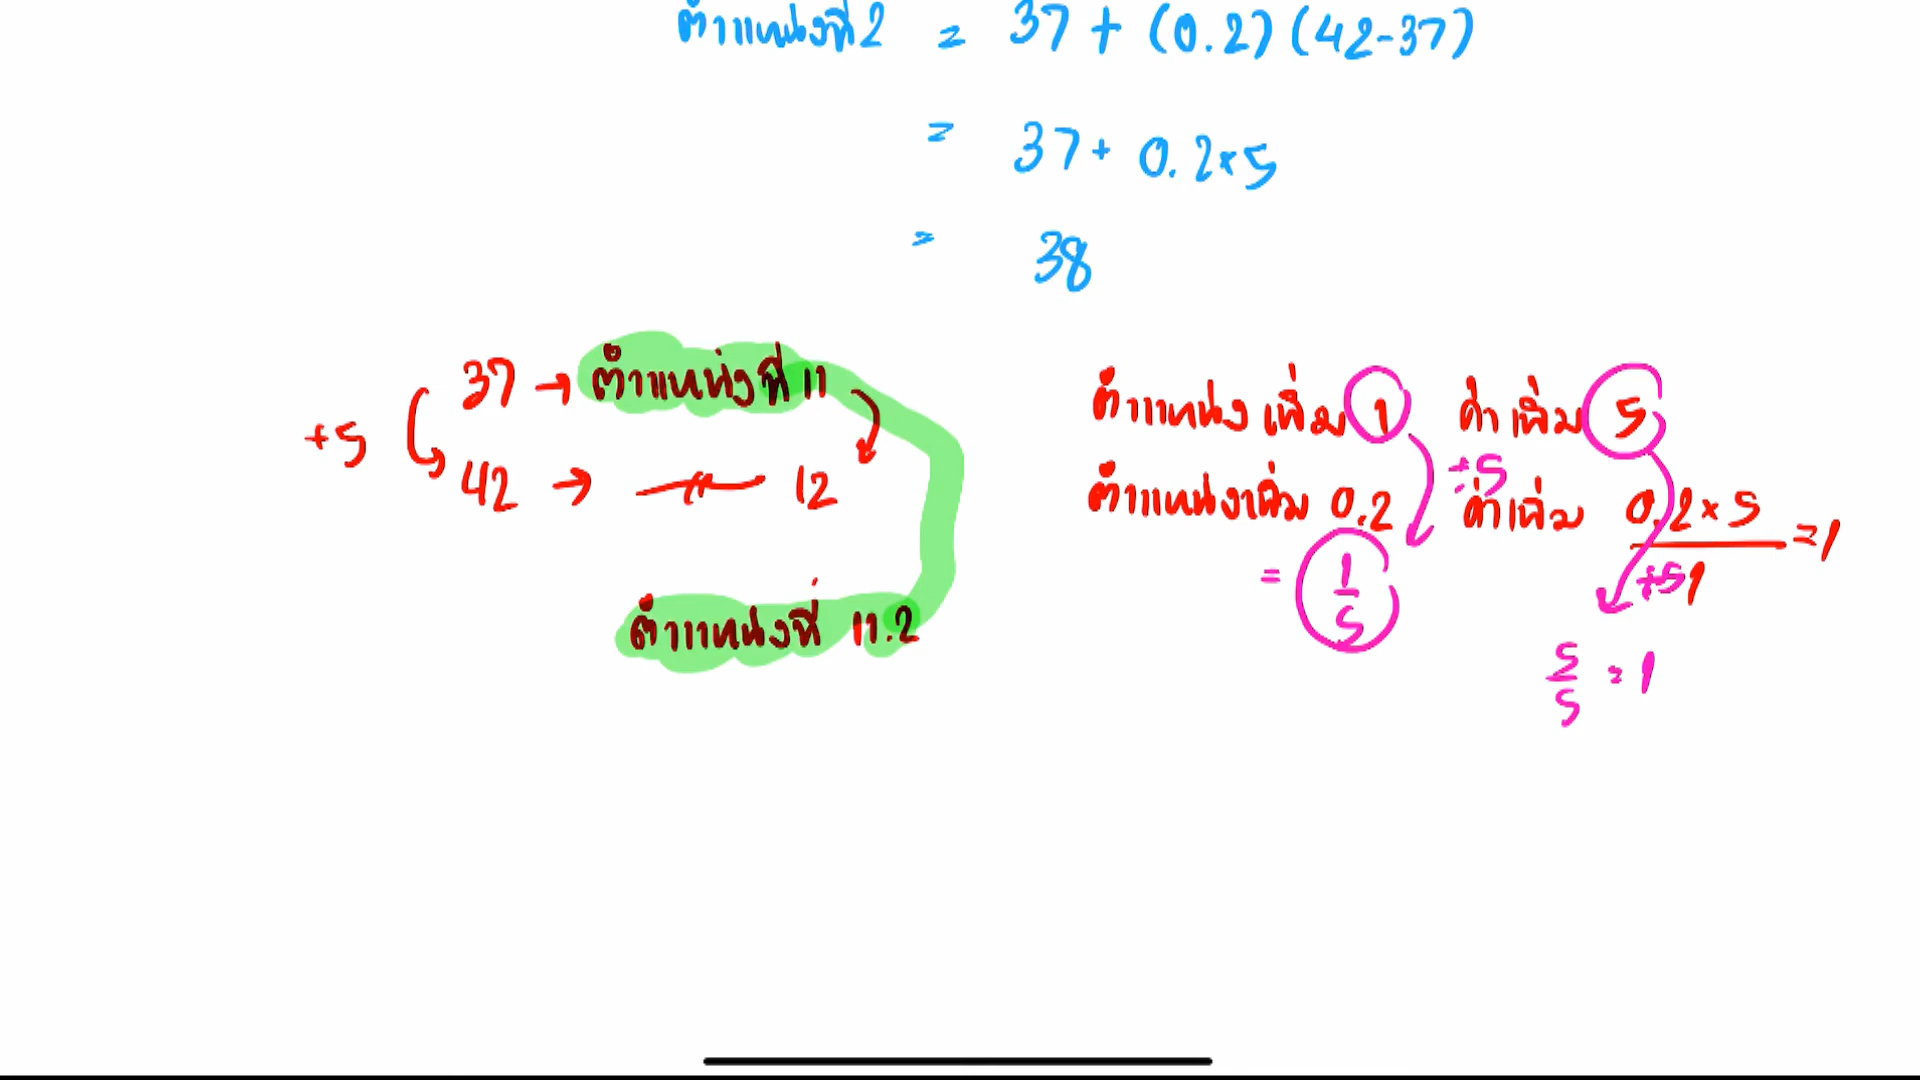 ตำแหน่งที่ 2 = 37 + (0.2)(42-37)
= 37 + 0.2×5
= 38
37 → ตำแหน่งที่ 11
+5
42 → 〃 12
ตำแหน่งที่ 11.2
ตำแหน่งเพิ่ม 1 ค่าเพิ่ม 5
÷5
ตำแหน่งเพิ่ม 0.2 ค่าเพิ่ม 0.2×5 = 1
= 1/5
÷5 1
5/5 = 1